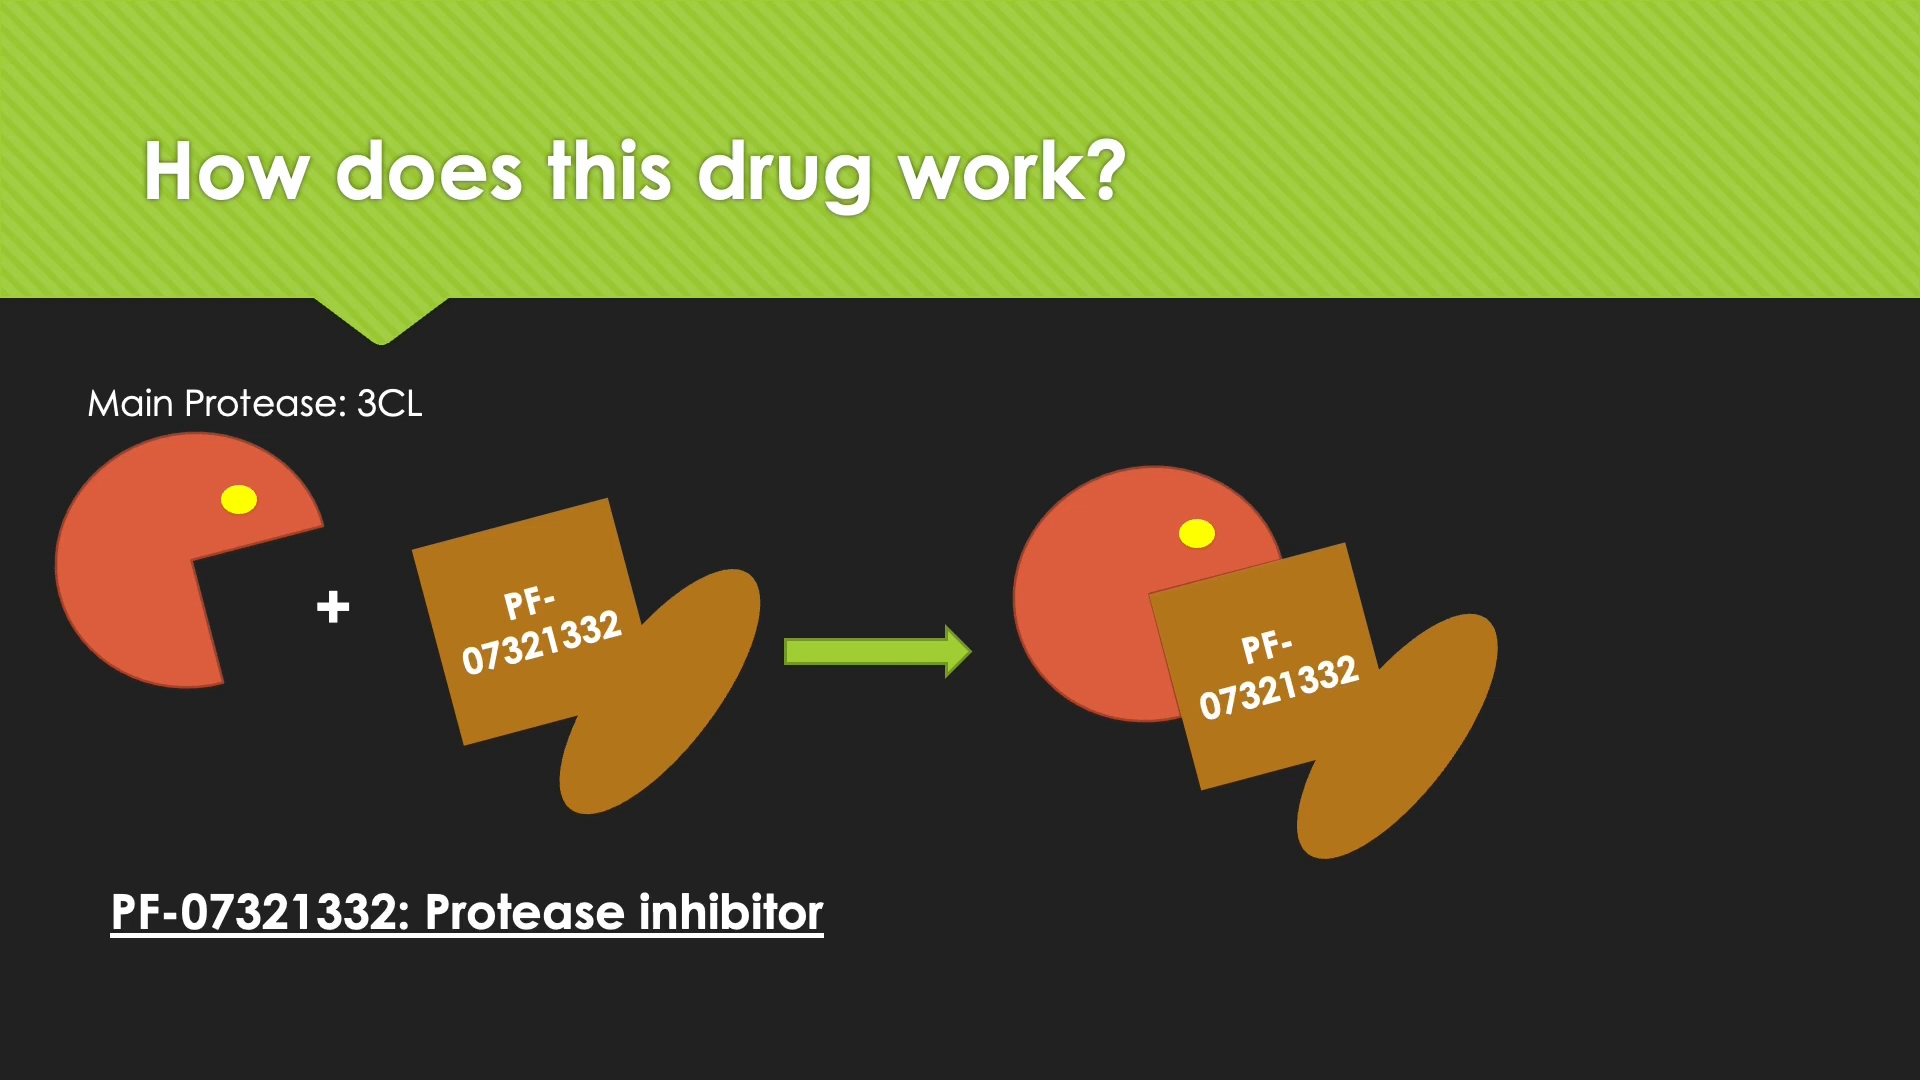 How does this drug work?
Main Protease: 3CL
+
PF-
07321332
PF-
07321332
PF-07321332: Protease inhibitor